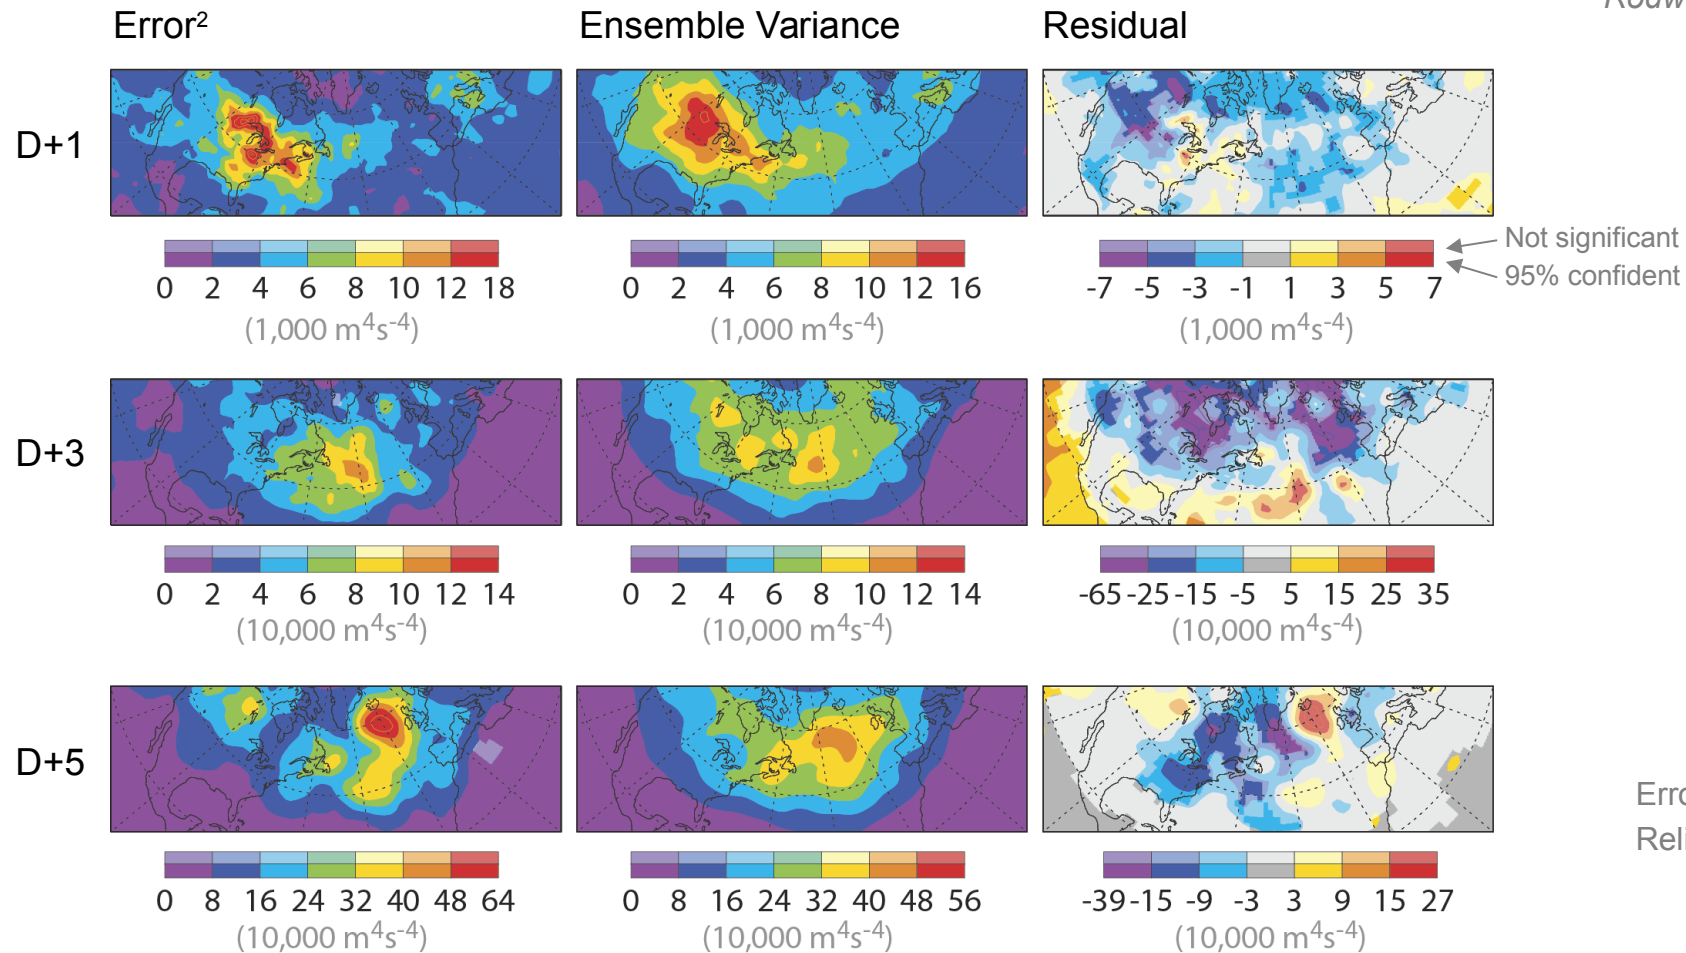 Error² Ensemble Variance Residual
D+1
Not significant
95% confident
0 2 4 6 8 10 12 18
0 2 4 6 8 10 12 16
-7 -5 -3 -1 1 3 5 7
(1,000 m⁴s⁻⁴) (1,000 m⁴s⁻⁴) (1,000 m⁴s⁻⁴)
D+3
0 2 4 6 8 10 12 14
0 2 4 6 8 10 12 14
-65 -25 -15 -5 5 15 25 35
(10,000 m⁴s⁻⁴) (10,000 m⁴s⁻⁴) (10,000 m⁴s⁻⁴)
D+5
0 8 16 24 32 40 48 64
0 8 16 24 32 40 48 56
-39 -15 -9 -3 3 9 15 27
(10,000 m⁴s⁻⁴) (10,000 m⁴s⁻⁴) (10,000 m⁴s⁻⁴)